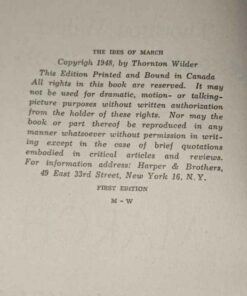 THE IDES OF MARCH
Copyrigh 1948, by Thornton Wilder
This Edition Printed and Bound in Canada
All rights in this book are reserved. It may
not be used for dramatic, motion- or talking-
picture purposes without written authorization
from the holder of these rights. Nor may the
book or part thereof be reproduced in any
manner whatsoever without permission in writ-
ing except in the case of brief quotations
embodied in critical articles and reviews.
For information address: Harper & Brothers,
49 East 33rd Street, New York 16, N.Y.
FIRST EDITION
M - W